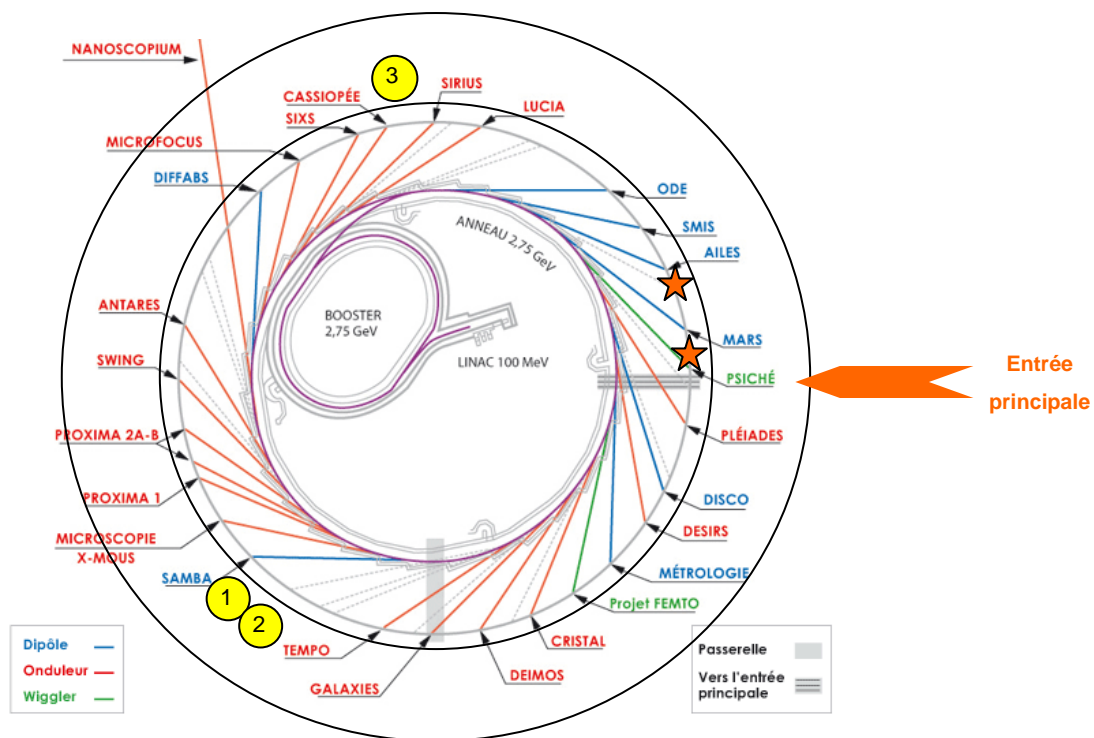 NANOSCOPIUM
3
CASSIOPÉE
SIRIUS
SIXS
LUCIA
MICROFOCUS
DIFFABS
ODE
SMIS
AILES
ANNEAU 2,75 GeV
ANTARES
BOOSTER
2,75 GeV
MARS
SWING
LINAC 100 MeV
PSICHÉ
Entrée
principale
PROXIMA 2A-B
PLÉIADES
PROXIMA 1
DISCO
MICROSCOPIE
X-MOUS
DESIRS
SAMBA
MÉTROLOGIE
1
2
Projet FEMTO
TEMPO
CRISTAL
GALAXIES
DEIMOS
Dipôle
Onduleur
Wiggler
Passerelle
Vers l'entrée
principale